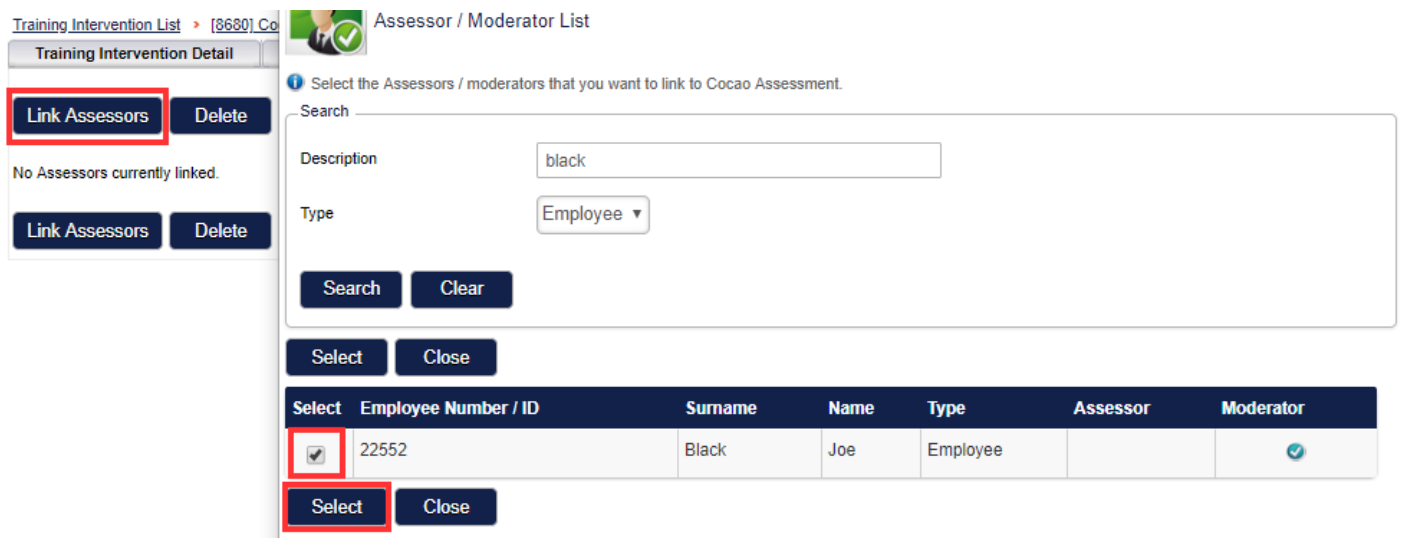 Training Intervention List > [8680] Co
Training Intervention Detail
Link Assessors Delete
No Assessors currently linked.
Link Assessors Delete
Assessor / Moderator List
Select the Assessors / moderators that you want to link to Cocao Assessment.
Search
Description black
Type Employee
Search Clear
Select Close
Select Employee Number / ID Surname Name Type Assessor Moderator
22552 Black Joe Employee
Select Close